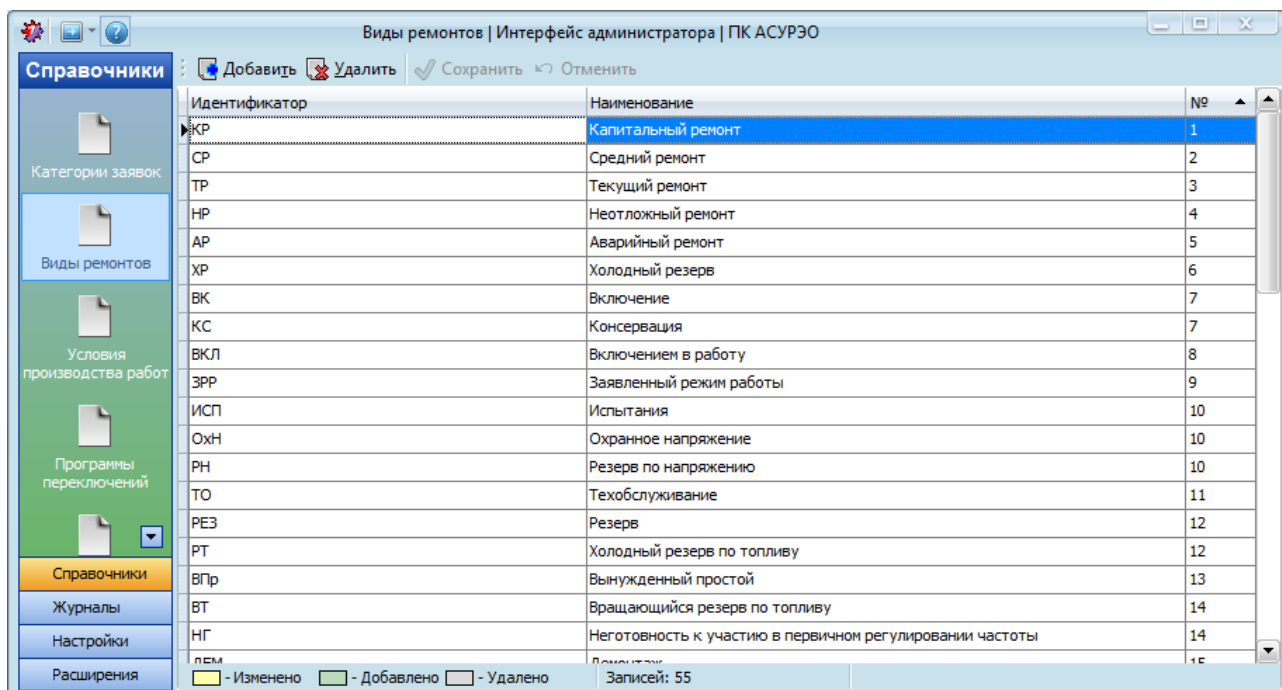 Виды ремонтов | Интерфейс администратора | ПК АСУРЭО
Справочники
Добавить Удалить Сохранить Отменить
Категории заявок
Виды ремонтов
Условия
производства работ
Программы
переключений
Справочники
Журналы
Настройки
Расширения
Идентификатор Наименование №
КР Капитальный ремонт 1
СР Средний ремонт 2
ТР Текущий ремонт 3
НР Неотложный ремонт 4
АР Аварийный ремонт 5
ХР Холодный резерв 6
ВК Включение 7
КС Консервация 7
ВКЛ Включением в работу 8
ЗРР Заявленный режим работы 9
ИСП Испытания 10
ОхН Охранное напряжение 10
РН Резерв по напряжению 10
ТО Техобслуживание 11
РЕЗ Резерв 12
РТ Холодный резерв по топливу 12
ВПр Вынужденный простой 13
ВТ Вращающийся резерв по топливу 14
НГ Неготовность к участию в первичном регулировании частоты 14
ДЕМ Демонтаж 15
- Изменено - Добавлено - Удалено Записей: 55